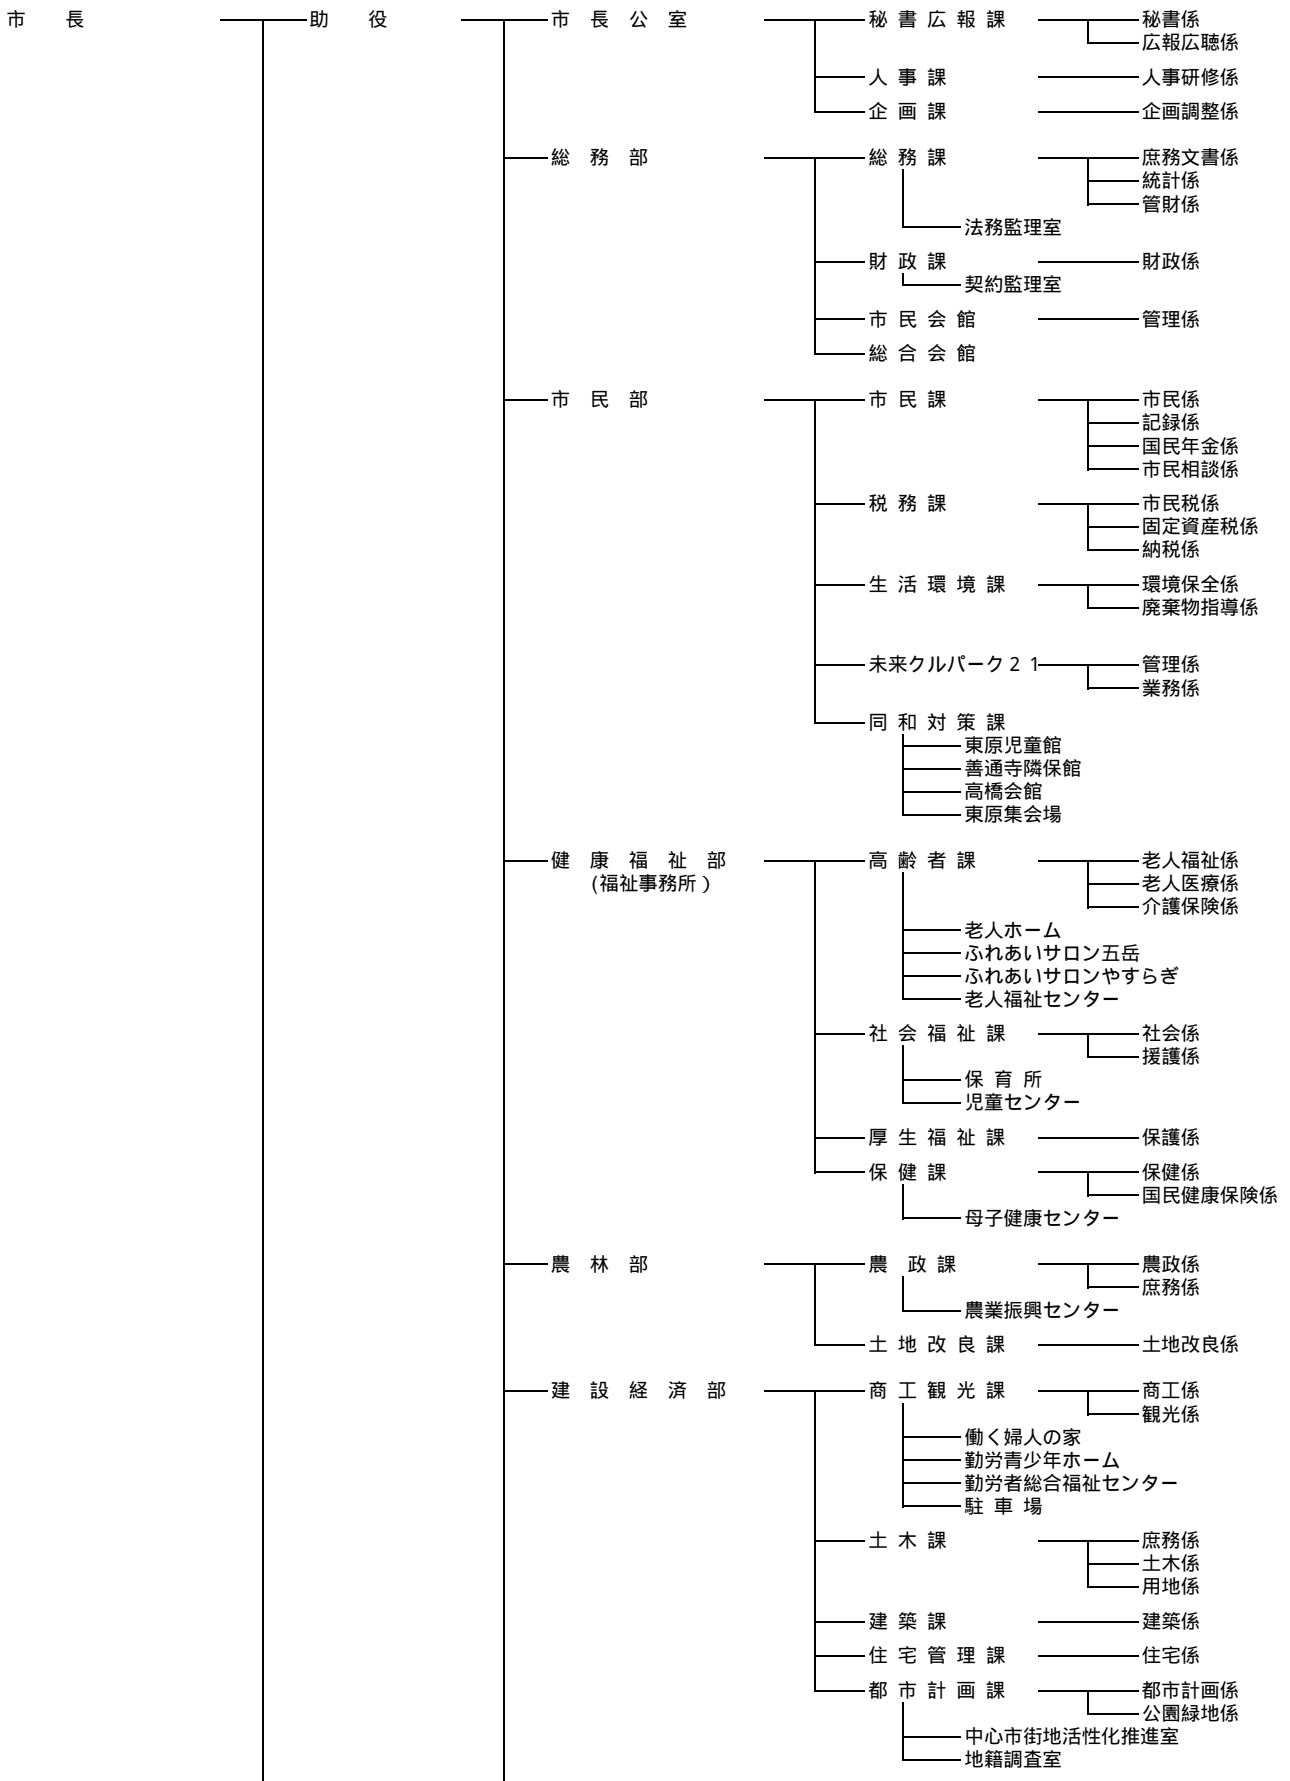 市　長　助　役　市 長 公 室　秘 書 広 報 課　秘書係
広報広聴係
人 事 課　人事研修係
企 画 課　企画調整係
総 務 部　総 務 課　庶務文書係
統計係
管財係
法務監理室
財 政 課　財政係
契約監理室
市 民 会 館　管理係
総 合 会 館
市 民 部　市 民 課　市民係
記録係
国民年金係
市民相談係
税 務 課　市民税係
固定資産税係
納税係
生 活 環 境 課　環境保全係
廃棄物指導係
未来クルパーク２１　管理係
業務係
同 和 対 策 課
東原児童館
善通寺隣保館
高橋会館
東原集会場
健 康 福 祉 部　高 齢 者 課　老人福祉係
(福祉事務所）　老人医療係
介護保険係
老人ホーム
ふれあいサロン五岳
ふれあいサロンやすらぎ
老人福祉センター
社 会 福 祉 課　社会係
援護係
保 育 所
児童センター
厚 生 福 祉 課　保護係
保 健 課　保健係
国民健康保険係
母子健康センター
農 林 部　農 政 課　農政係
庶務係
農業振興センター
土 地 改 良 課　土地改良係
建 設 経 済 部　商 工 観 光 課　商工係
観光係
働く婦人の家
勤労青少年ホーム
勤労者総合福祉センター
駐 車 場
土 木 課　庶務係
土木係
用地係
建 築 課　建築係
住 宅 管 理 課　住宅係
都 市 計 画 課　都市計画係
公園緑地係
中心市街地活性化推進室
地籍調査室